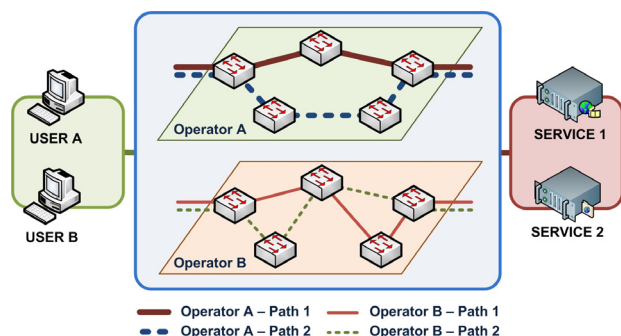 Operator A
USER A
SERVICE 1
USER B
SERVICE 2
Operator B
Operator A – Path 1
Operator B – Path 1
Operator A – Path 2
Operator B – Path 2